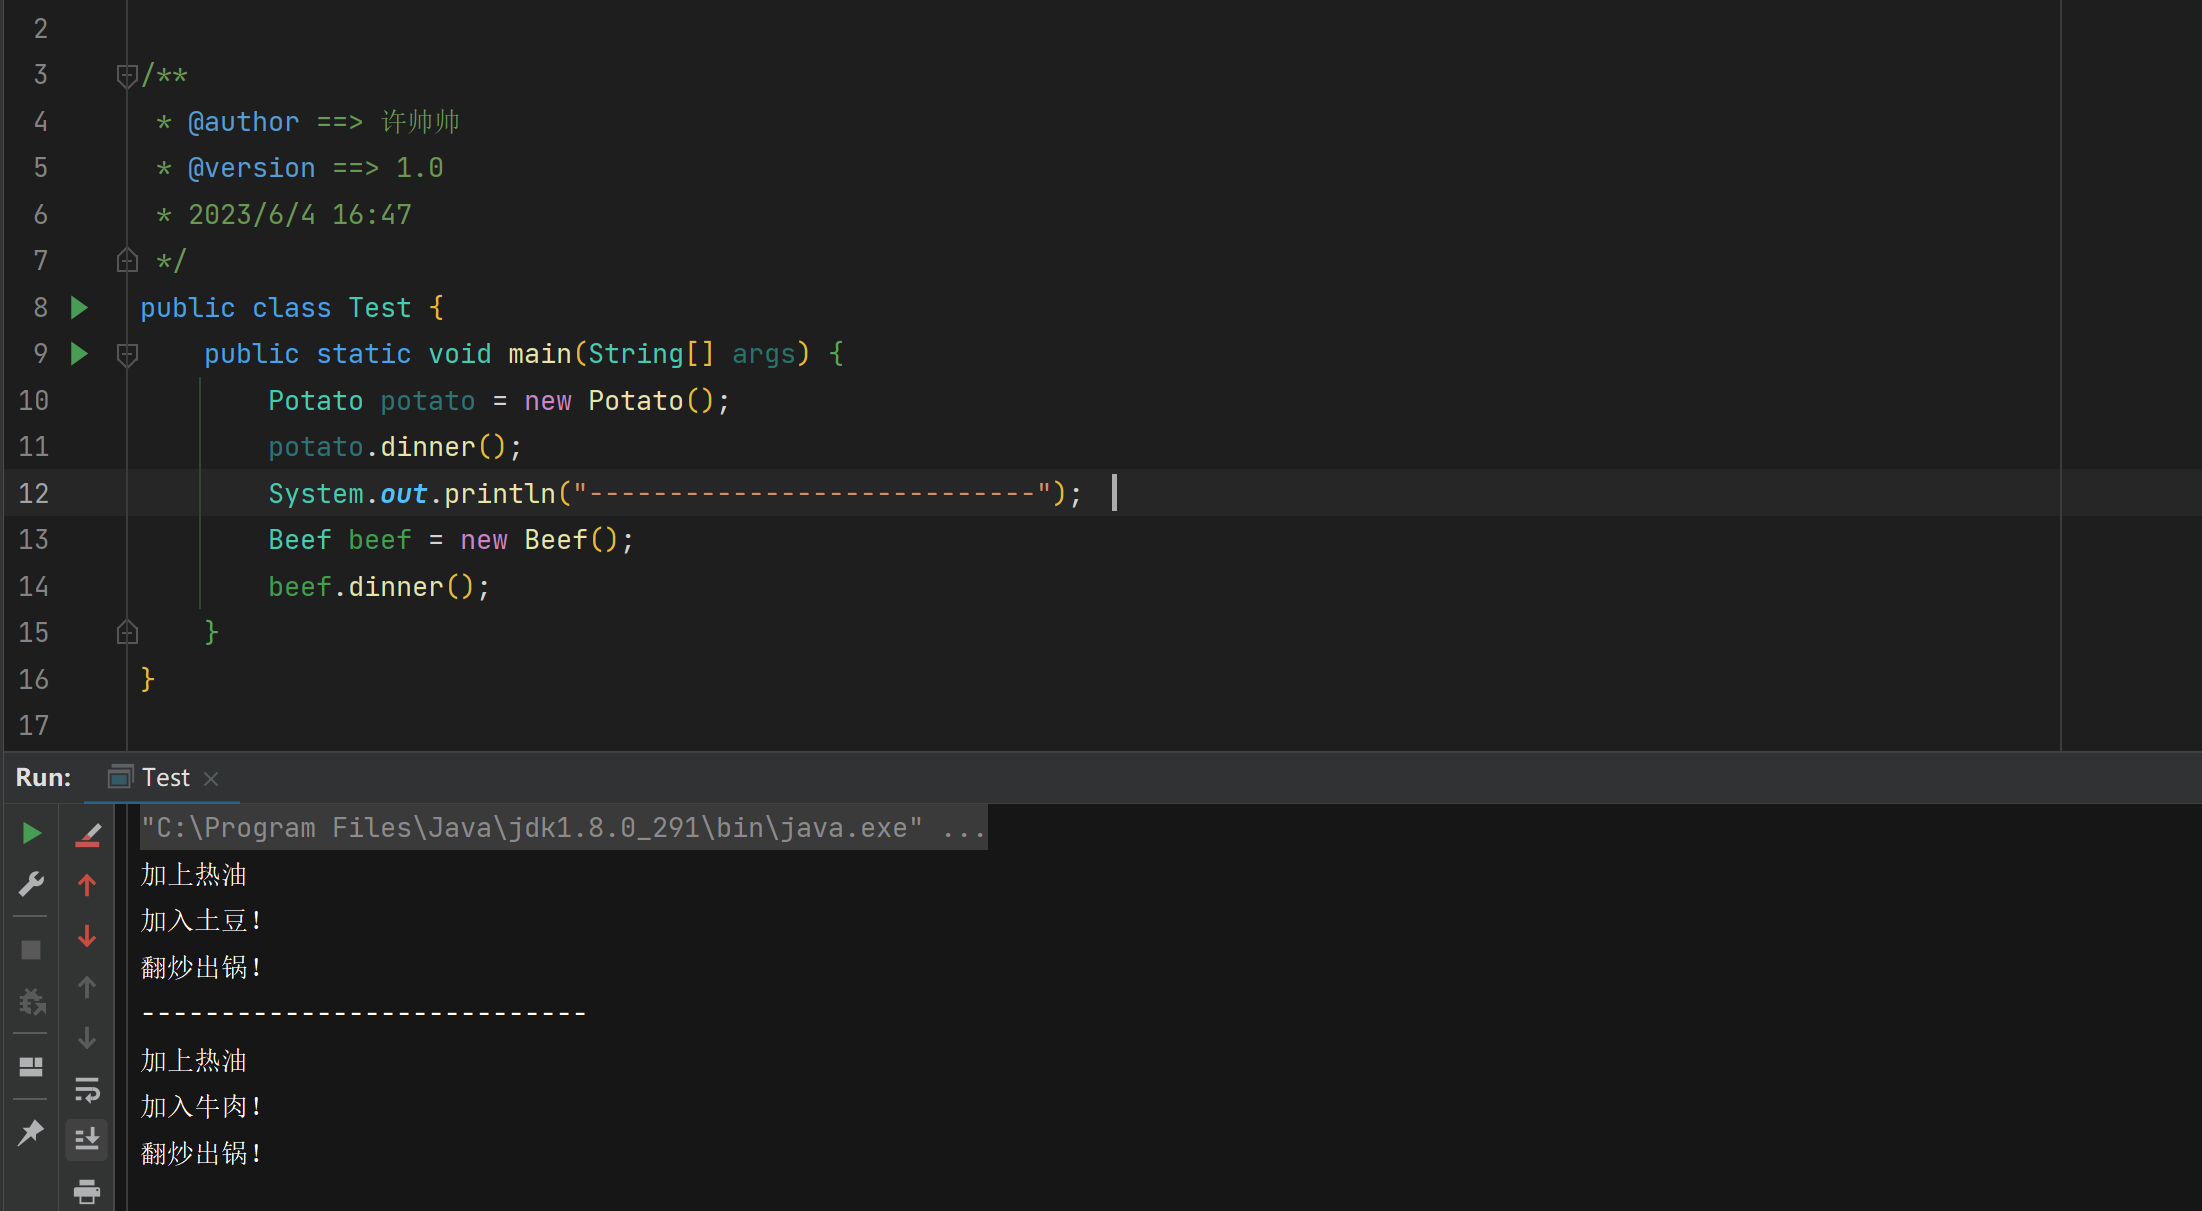 2
3 /**
4  * @author ==> 许帅帅
5  * @version ==> 1.0
6  * 2023/6/4 16:47
7  */
8 public class Test {
9     public static void main(String[] args) {
10         Potato potato = new Potato();
11         potato.dinner();
12         System.out.println("----------------------------");
13         Beef beef = new Beef();
14         beef.dinner();
15     }
16 }
17
Run: Test
"C:\Program Files\Java\jdk1.8.0_291\bin\java.exe" ...
加上热油
加入土豆！
翻炒出锅！
----------------------------
加上热油
加入牛肉！
翻炒出锅！